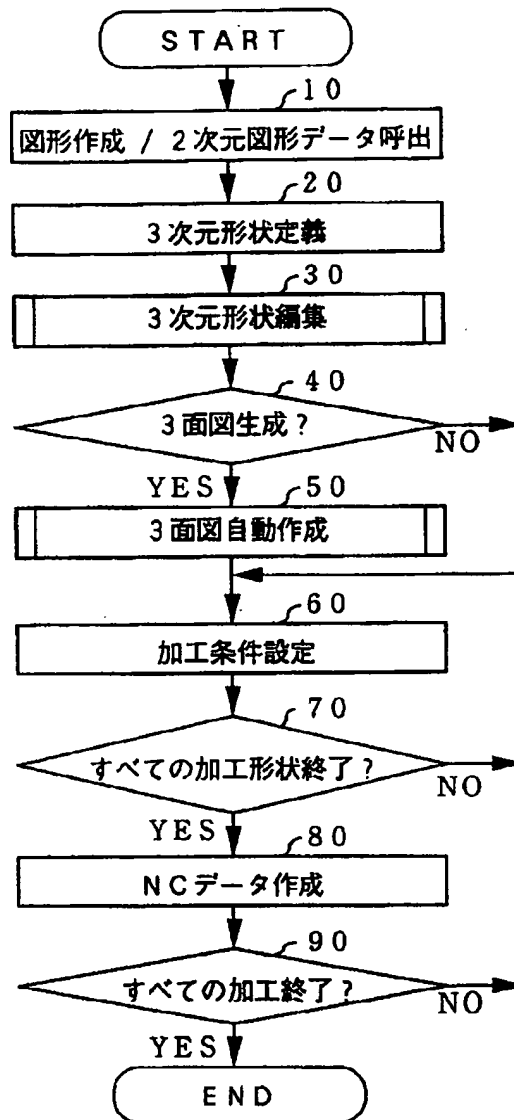 START
10
図形作成 / 2次元図形データ呼出
20
3次元形状定義
30
3次元形状編集
40
3面図生成?
NO
YES
50
3面図自動作成
60
加工条件設定
70
すべての加工形状終了?
NO
YES
80
NCデータ作成
90
すべての加工終了?
NO
YES
END